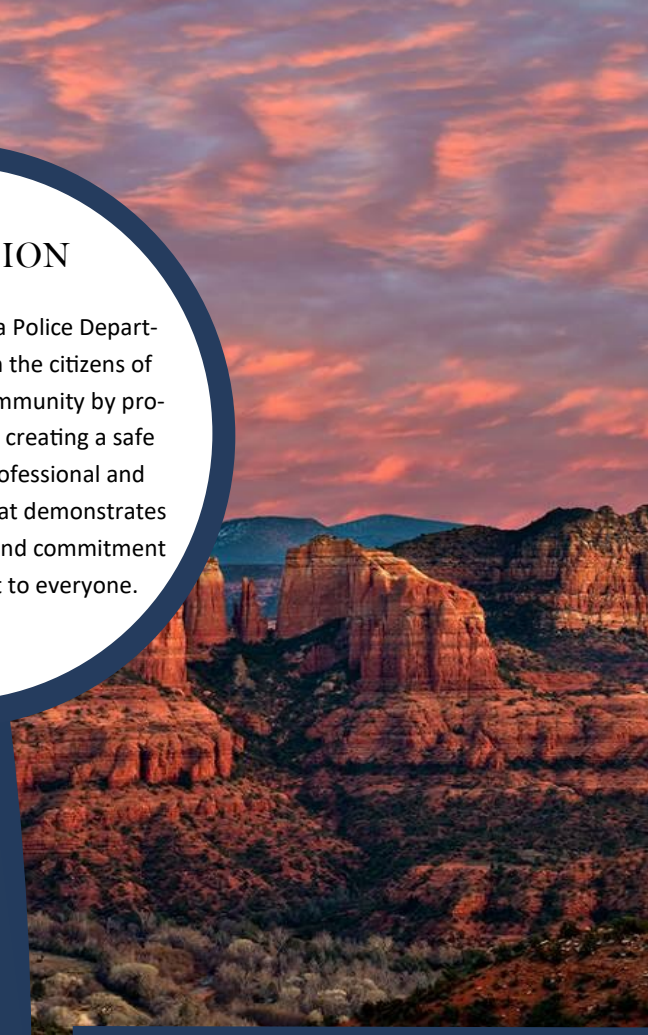 ION
a Police Depart-
the citizens of
mmunity by pro-
creating a safe
ofessional and
at demonstrates
nd commitment
to everyone.